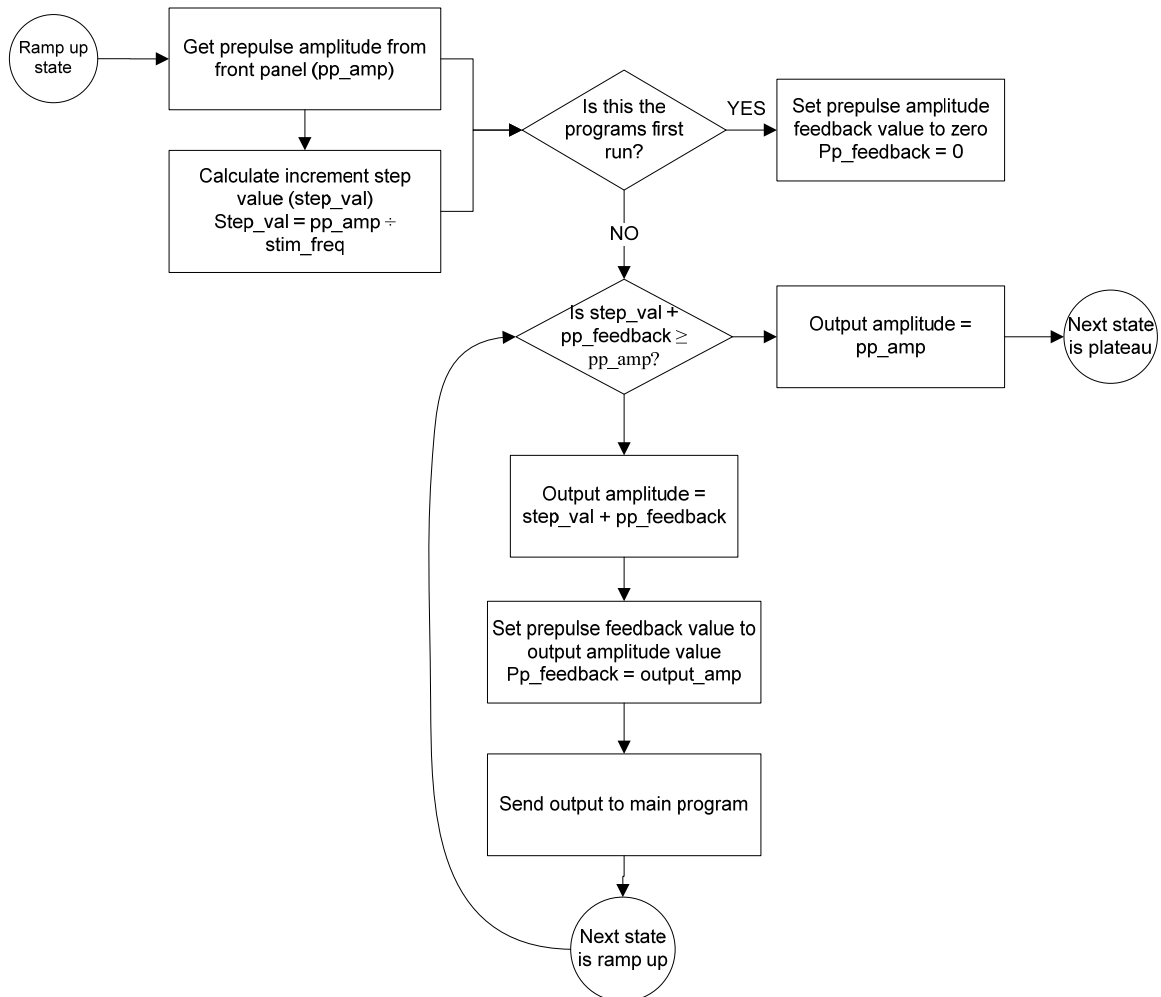 Ramp up
state
Get prepulse amplitude from
front panel (pp_amp)
Calculate increment step
value (step_val)
Step_val = pp_amp ÷
stim_freq
Is this the
programs first
run?
YES
Set prepulse amplitude
feedback value to zero
Pp_feedback = 0
NO
Is step_val +
pp_feedback ≥
pp_amp?
Output amplitude =
pp_amp
Next state
is plateau
Output amplitude =
step_val + pp_feedback
Set prepulse feedback value to
output amplitude value
Pp_feedback = output_amp
Send output to main program
Next state
is ramp up